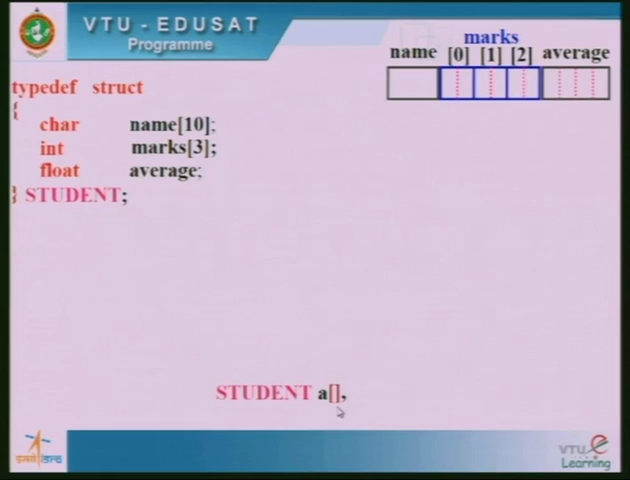 VTU - EDUSAT
Programme
marks
name [0] [1] [2] average
typedef struct
{
char name[10];
int marks[3];
float average;
} STUDENT;
STUDENT a[],
VTU e
Learning